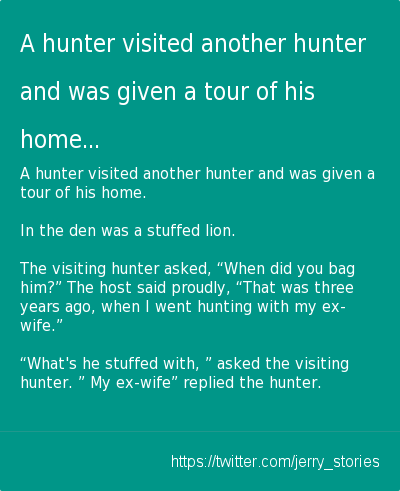 A hunter visited another hunter
and was given a tour of his
home...
A hunter visited another hunter and was given a
tour of his home.
In the den was a stuffed lion.
The visiting hunter asked, “When did you bag
him?” The host said proudly, “That was three
years ago, when I went hunting with my ex-
wife.”
“What's he stuffed with, ” asked the visiting
hunter. ” My ex-wife” replied the hunter.
https://twitter.com/jerry_stories